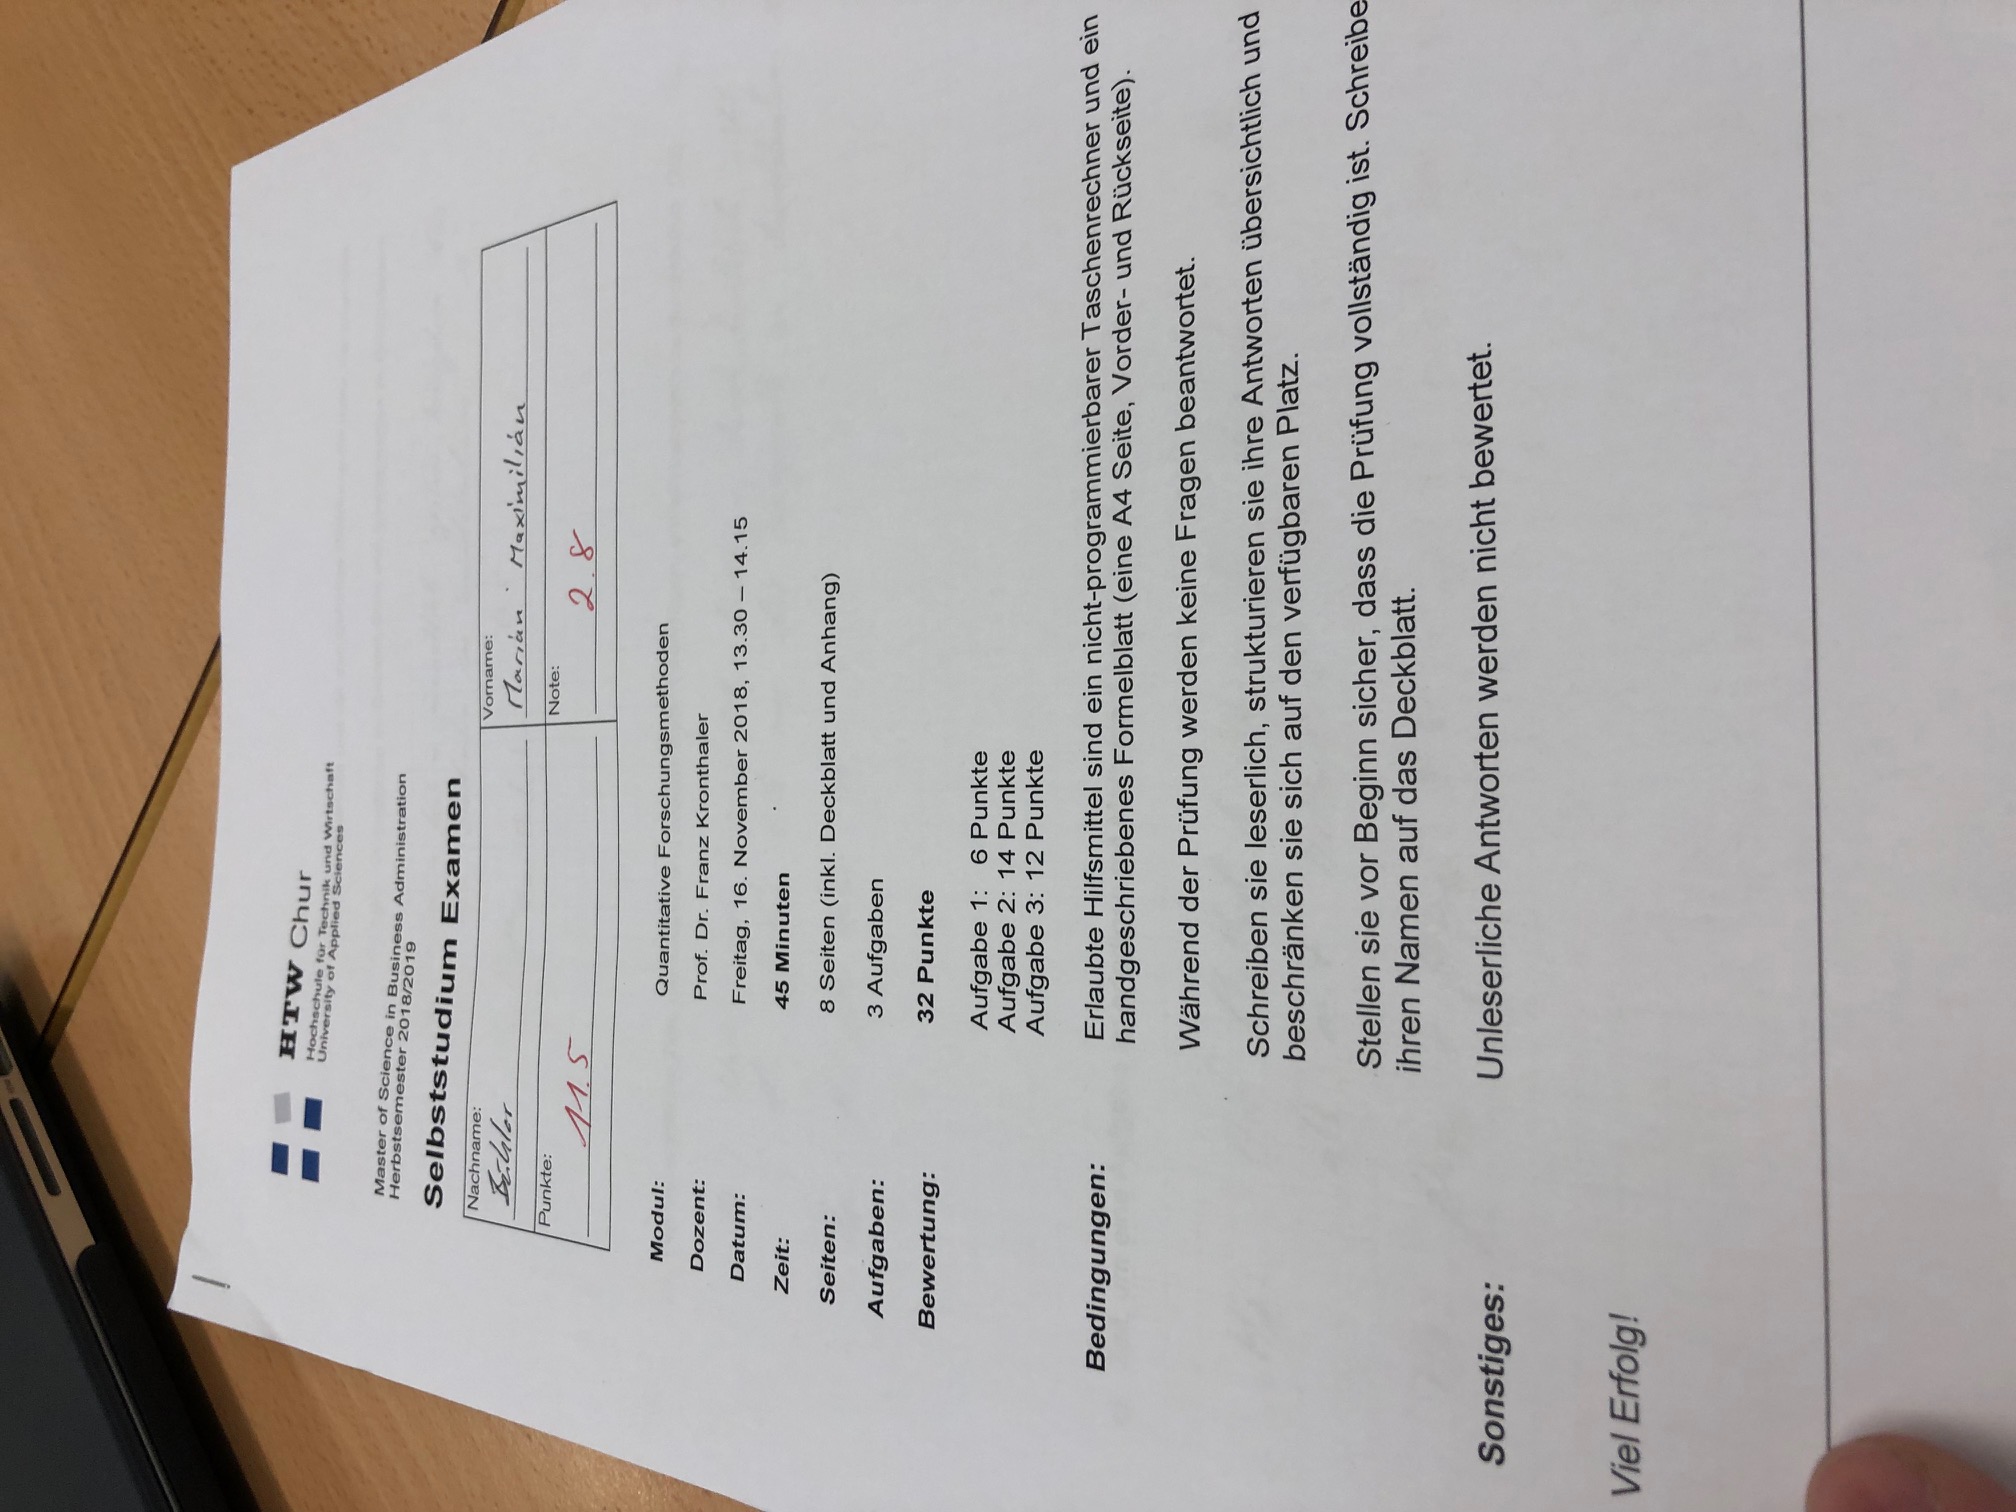 HTW Chur
Hochschule für Technik und Wirtschaft
University of Applied Sciences
Master of Science in Business Administration
Herbstsemester 2018/2019
Selbststudium Examen
Nachname:
Vorname:
Bühler
Marian Maximilian
Punkte:
Note:
11.5
2.8
Modul: Quantitative Forschungsmethoden
Dozent: Prof. Dr. Franz Kronthaler
Datum: Freitag, 16. November 2018, 13.30 – 14.15
Zeit: 45 Minuten
Seiten: 8 Seiten (inkl. Deckblatt und Anhang)
Aufgaben: 3 Aufgaben
Bewertung: 32 Punkte
Aufgabe 1: 6 Punkte
Aufgabe 2: 14 Punkte
Aufgabe 3: 12 Punkte
Bedingungen: Erlaubte Hilfsmittel sind ein nicht-programmierbarer Taschenrechner und ein
handgeschriebenes Formelblatt (eine A4 Seite, Vorder- und Rückseite).
Während der Prüfung werden keine Fragen beantwortet.
Schreiben sie leserlich, strukturieren sie ihre Antworten übersichtlich und
beschränken sie sich auf den verfügbaren Platz.
Stellen sie vor Beginn sicher, dass die Prüfung vollständig ist. Schreibe
ihren Namen auf das Deckblatt.
Sonstiges: Unleserliche Antworten werden nicht bewertet.
Viel Erfolg!